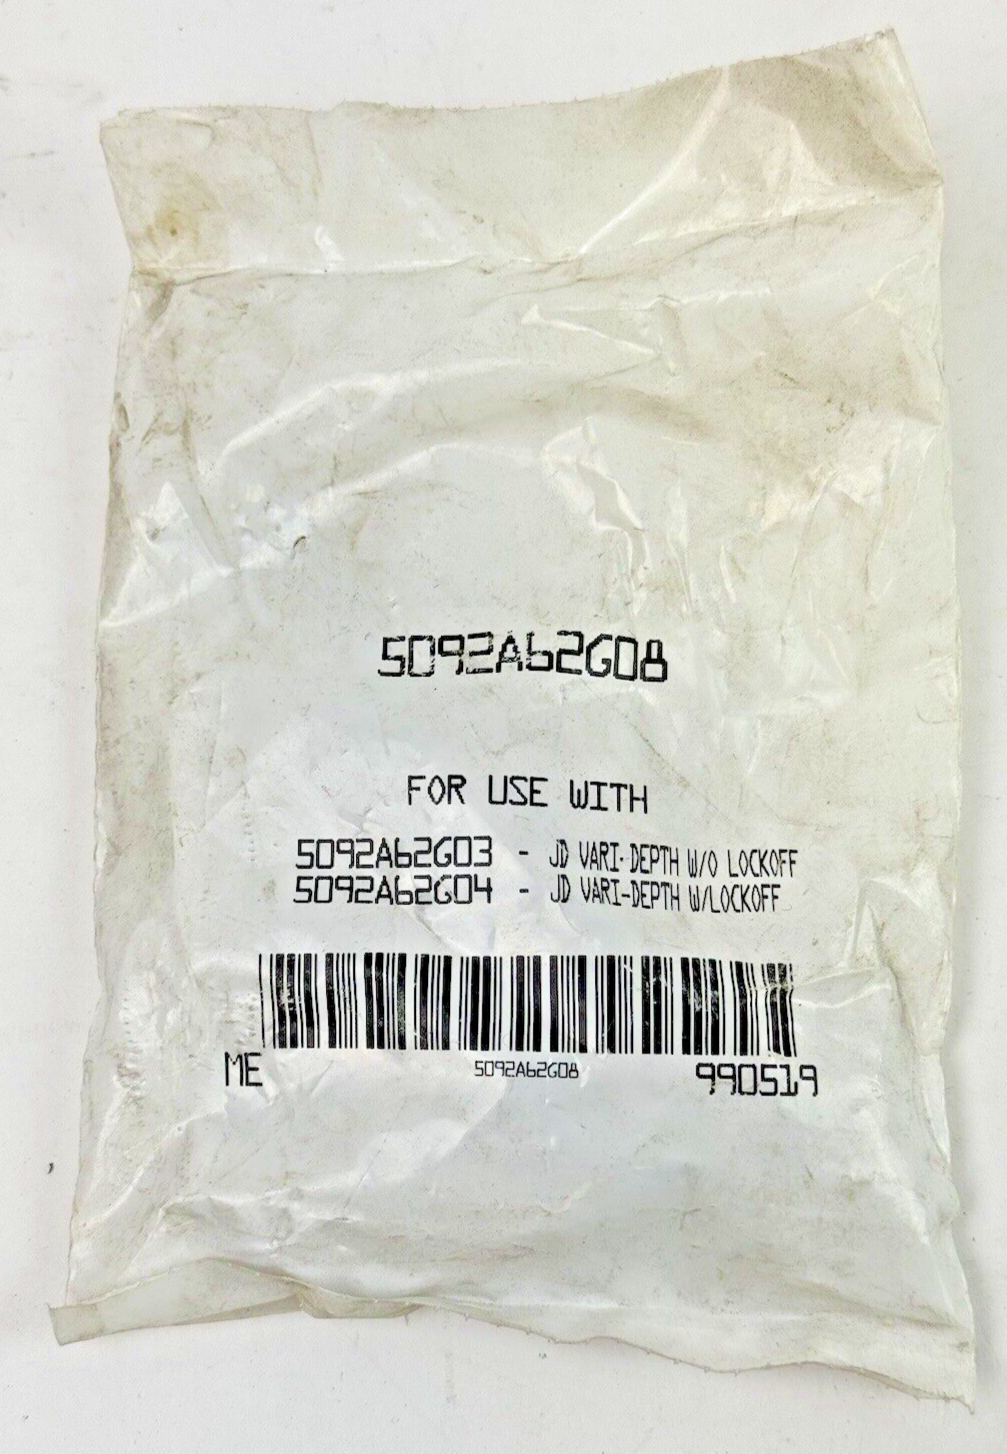 5092A62G08
FOR USE WITH
5092A62G03 - JD VARI-DEPTH W/O LOCKOFF
5092A62G04 - JD VARI-DEPTH W/LOCKOFF
ME 5092A62G08 990519